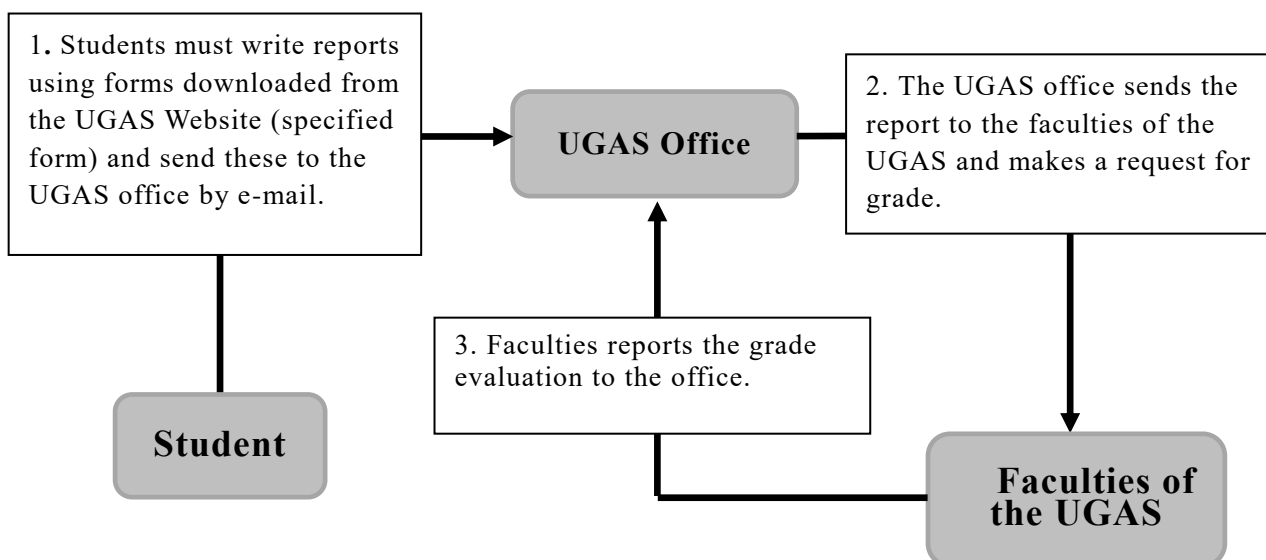 1. Students must write reports
using forms downloaded from
the UGAS Website (specified
form) and send these to the
UGAS office by e-mail.
UGAS Office
2. The UGAS office sends the
report to the faculties of the
UGAS and makes a request for
grade.
3. Faculties reports the grade
evaluation to the office.
Student
Faculties of
the UGAS